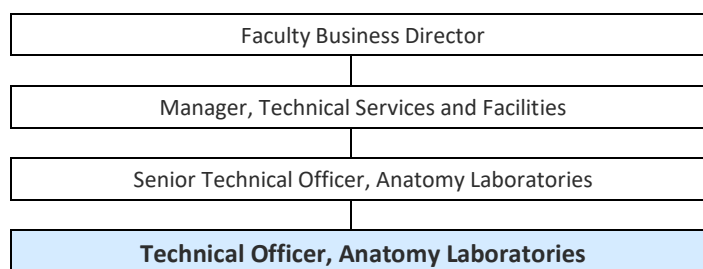 Faculty Business Director
Manager, Technical Services and Facilities
Senior Technical Officer, Anatomy Laboratories
Technical Officer, Anatomy Laboratories